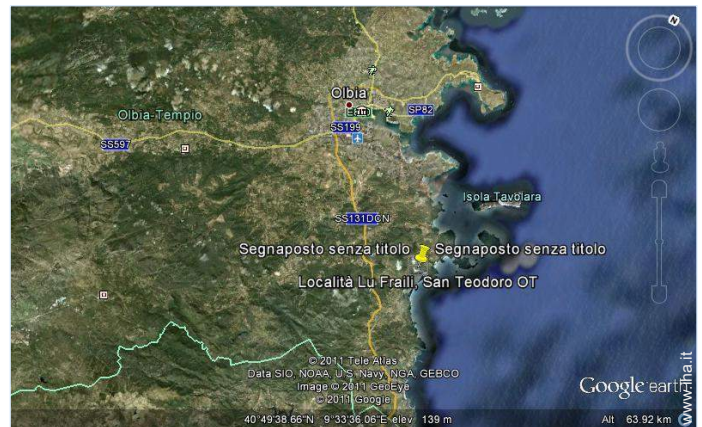 N
Olbia
SP82
Olbia-Tempio
SS199
SS597
Isola Tavolara
SS131DCN
Segnaposto senza titolo
Segnaposto senza titolo
Località Lu Fraili, San Teodoro OT
© 2011 Tele Atlas
Data SIO, NOAA, U.S. Navy, NGA, GEBCO
Image © 2011 GeoEye
© 2011 Google
Google earth
40°49'38.66"N 9°33'36.06"E elev 139 m
Alt 63.92 km
www.lha.it